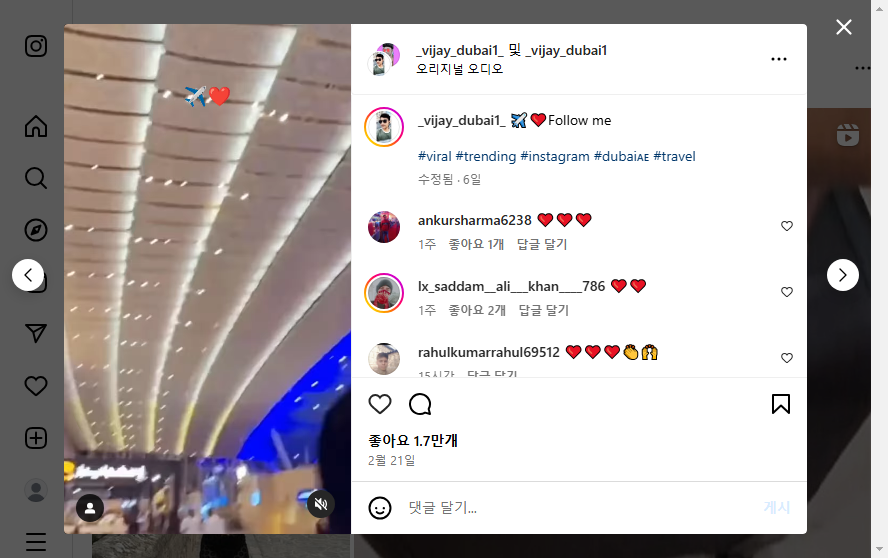 _vijay_dubai1_ 및 _vijay_dubai1
오리지널 오디오
✈️❤️
_vijay_dubai1_ ✈️❤️Follow me
#viral #trending #instagram #dubaiᴀᴇ #travel
수정됨 · 6일
ankursharma6238 ❤️❤️❤️
1주 좋아요 1개 답글 달기
lx_saddam__ali___khan____786 ❤️❤️
1주 좋아요 2개 답글 달기
rahulkumarrahul69512 ❤️❤️❤️👏🙌
15시간 답글 달기
좋아요 1.7만개
2월 21일
댓글 달기...
게시